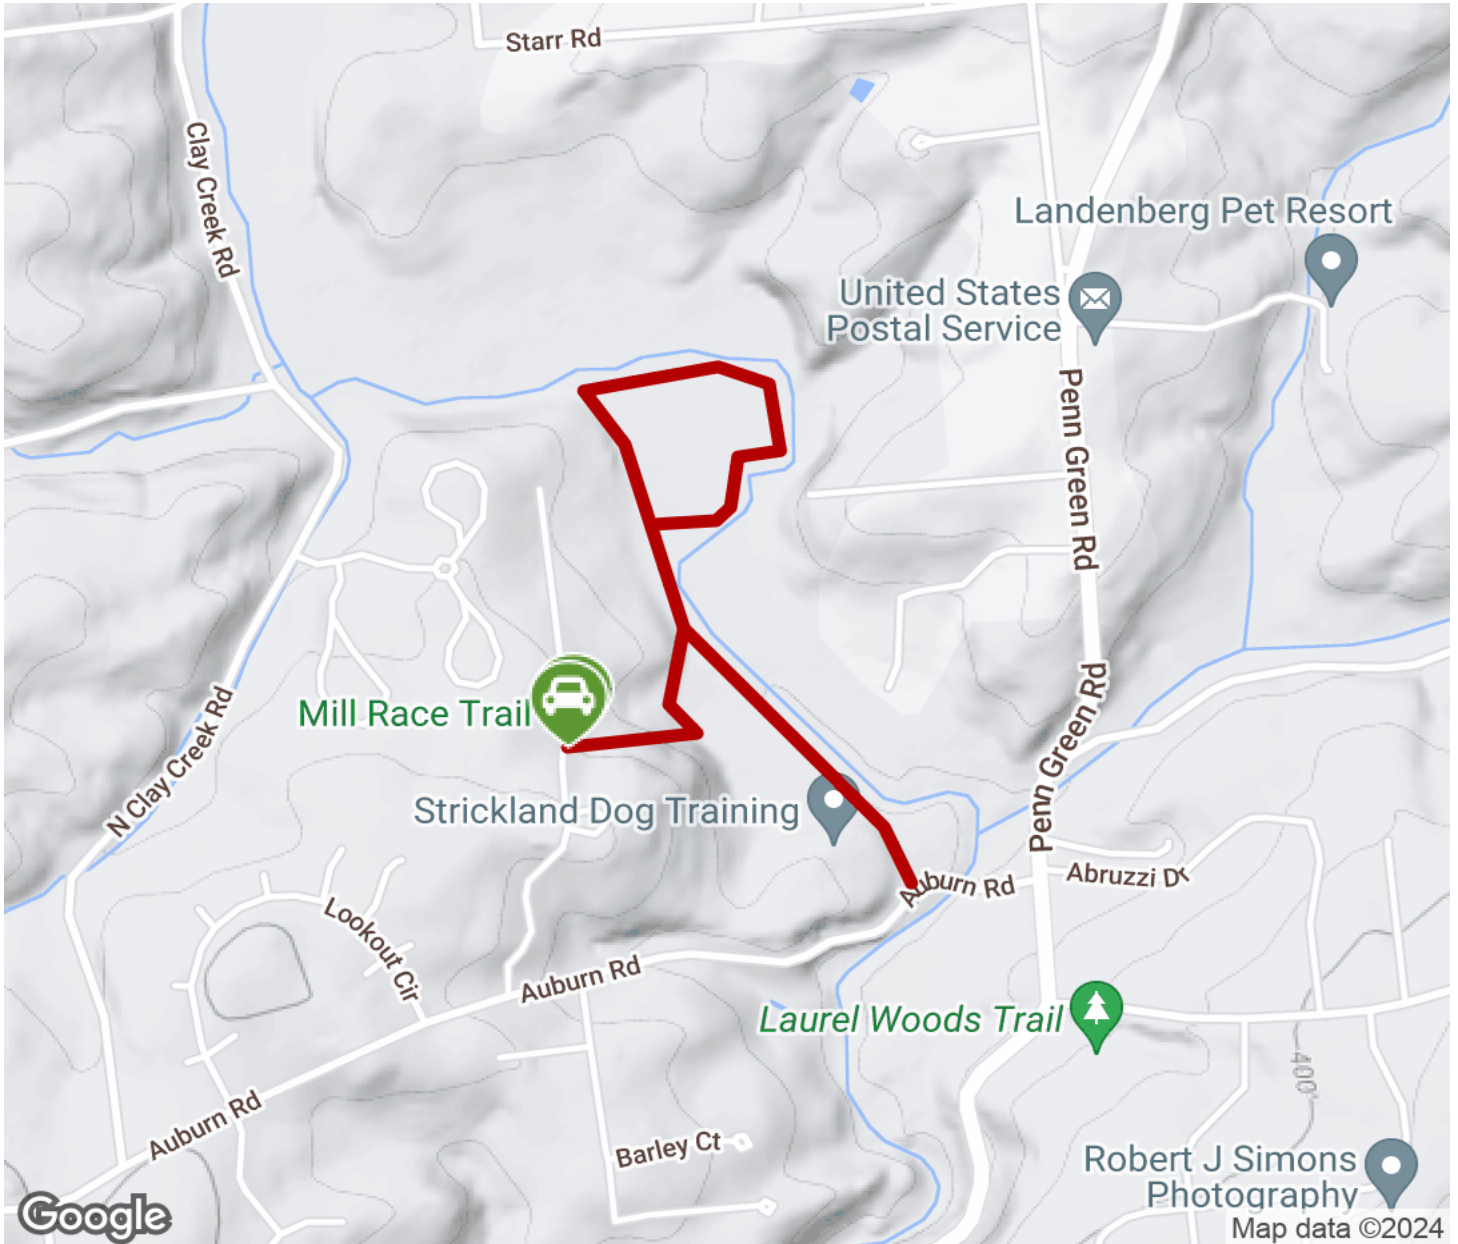 Starr Rd
Clay Creek Rd
Landenberg Pet Resort
United States
Postal Service
Penn Green Rd
Mill Race Trail
N Clay Creek Rd
Penn Green Rd
Strickland Dog Training
Auburn Rd
Abruzzi Dr
Lookout Cir
Auburn Rd
Laurel Woods Trail
400'
Auburn Rd
Barley Ct
Robert J Simons
Photography
Google
Map data ©2024